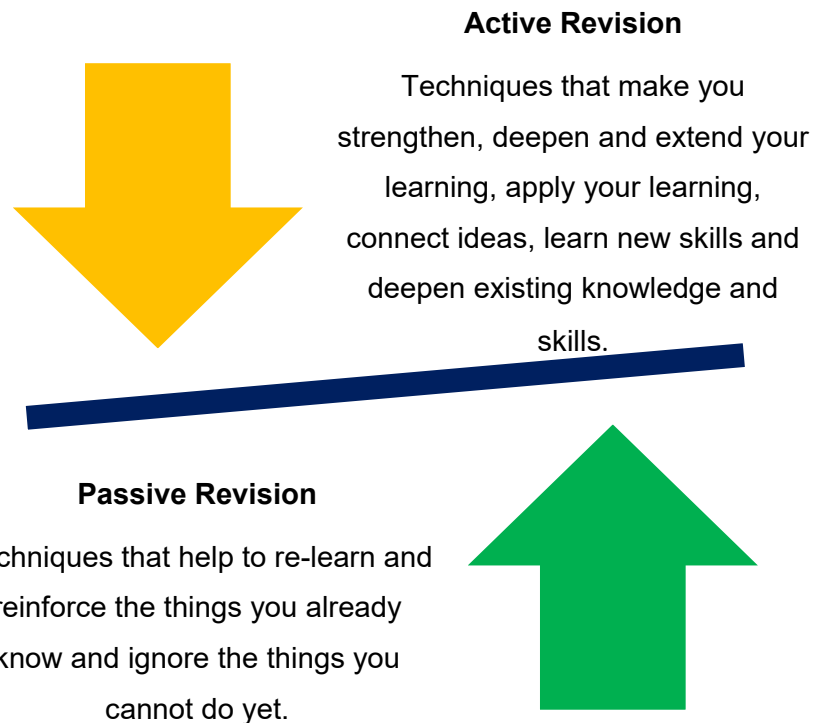 Active Revision
Techniques that make you
strengthen, deepen and extend your
learning, apply your learning,
connect ideas, learn new skills and
deepen existing knowledge and
skills.
Passive Revision
chniques that help to re-learn and
reinforce the things you already
know and ignore the things you
cannot do yet.